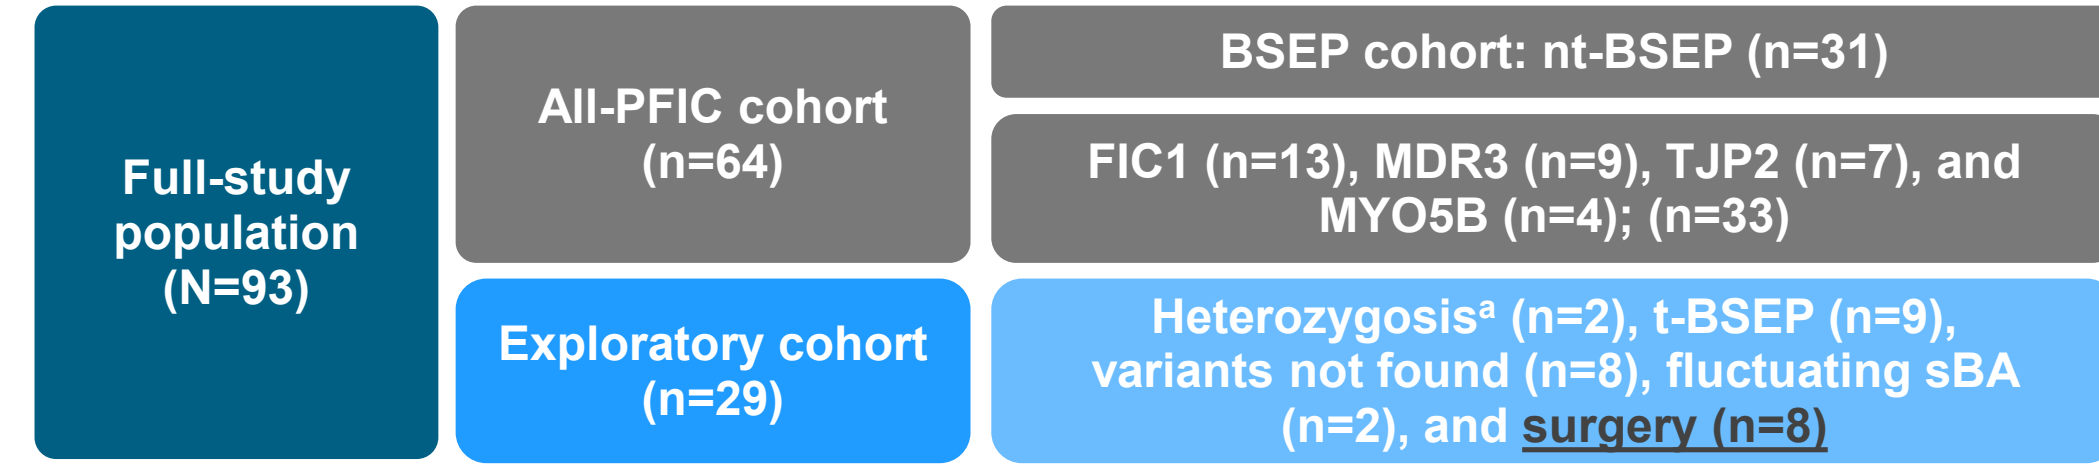 Full-study
population
(N=93)
All-PFIC cohort
(n=64)
BSEP cohort: nt-BSEP (n=31)
FIC1 (n=13), MDR3 (n=9), TJP2 (n=7), and
MYO5B (n=4); (n=33)
Exploratory cohort
(n=29)
Heterozygosisᵃ (n=2), t-BSEP (n=9),
variants not found (n=8), fluctuating sBA
(n=2), and surgery (n=8)